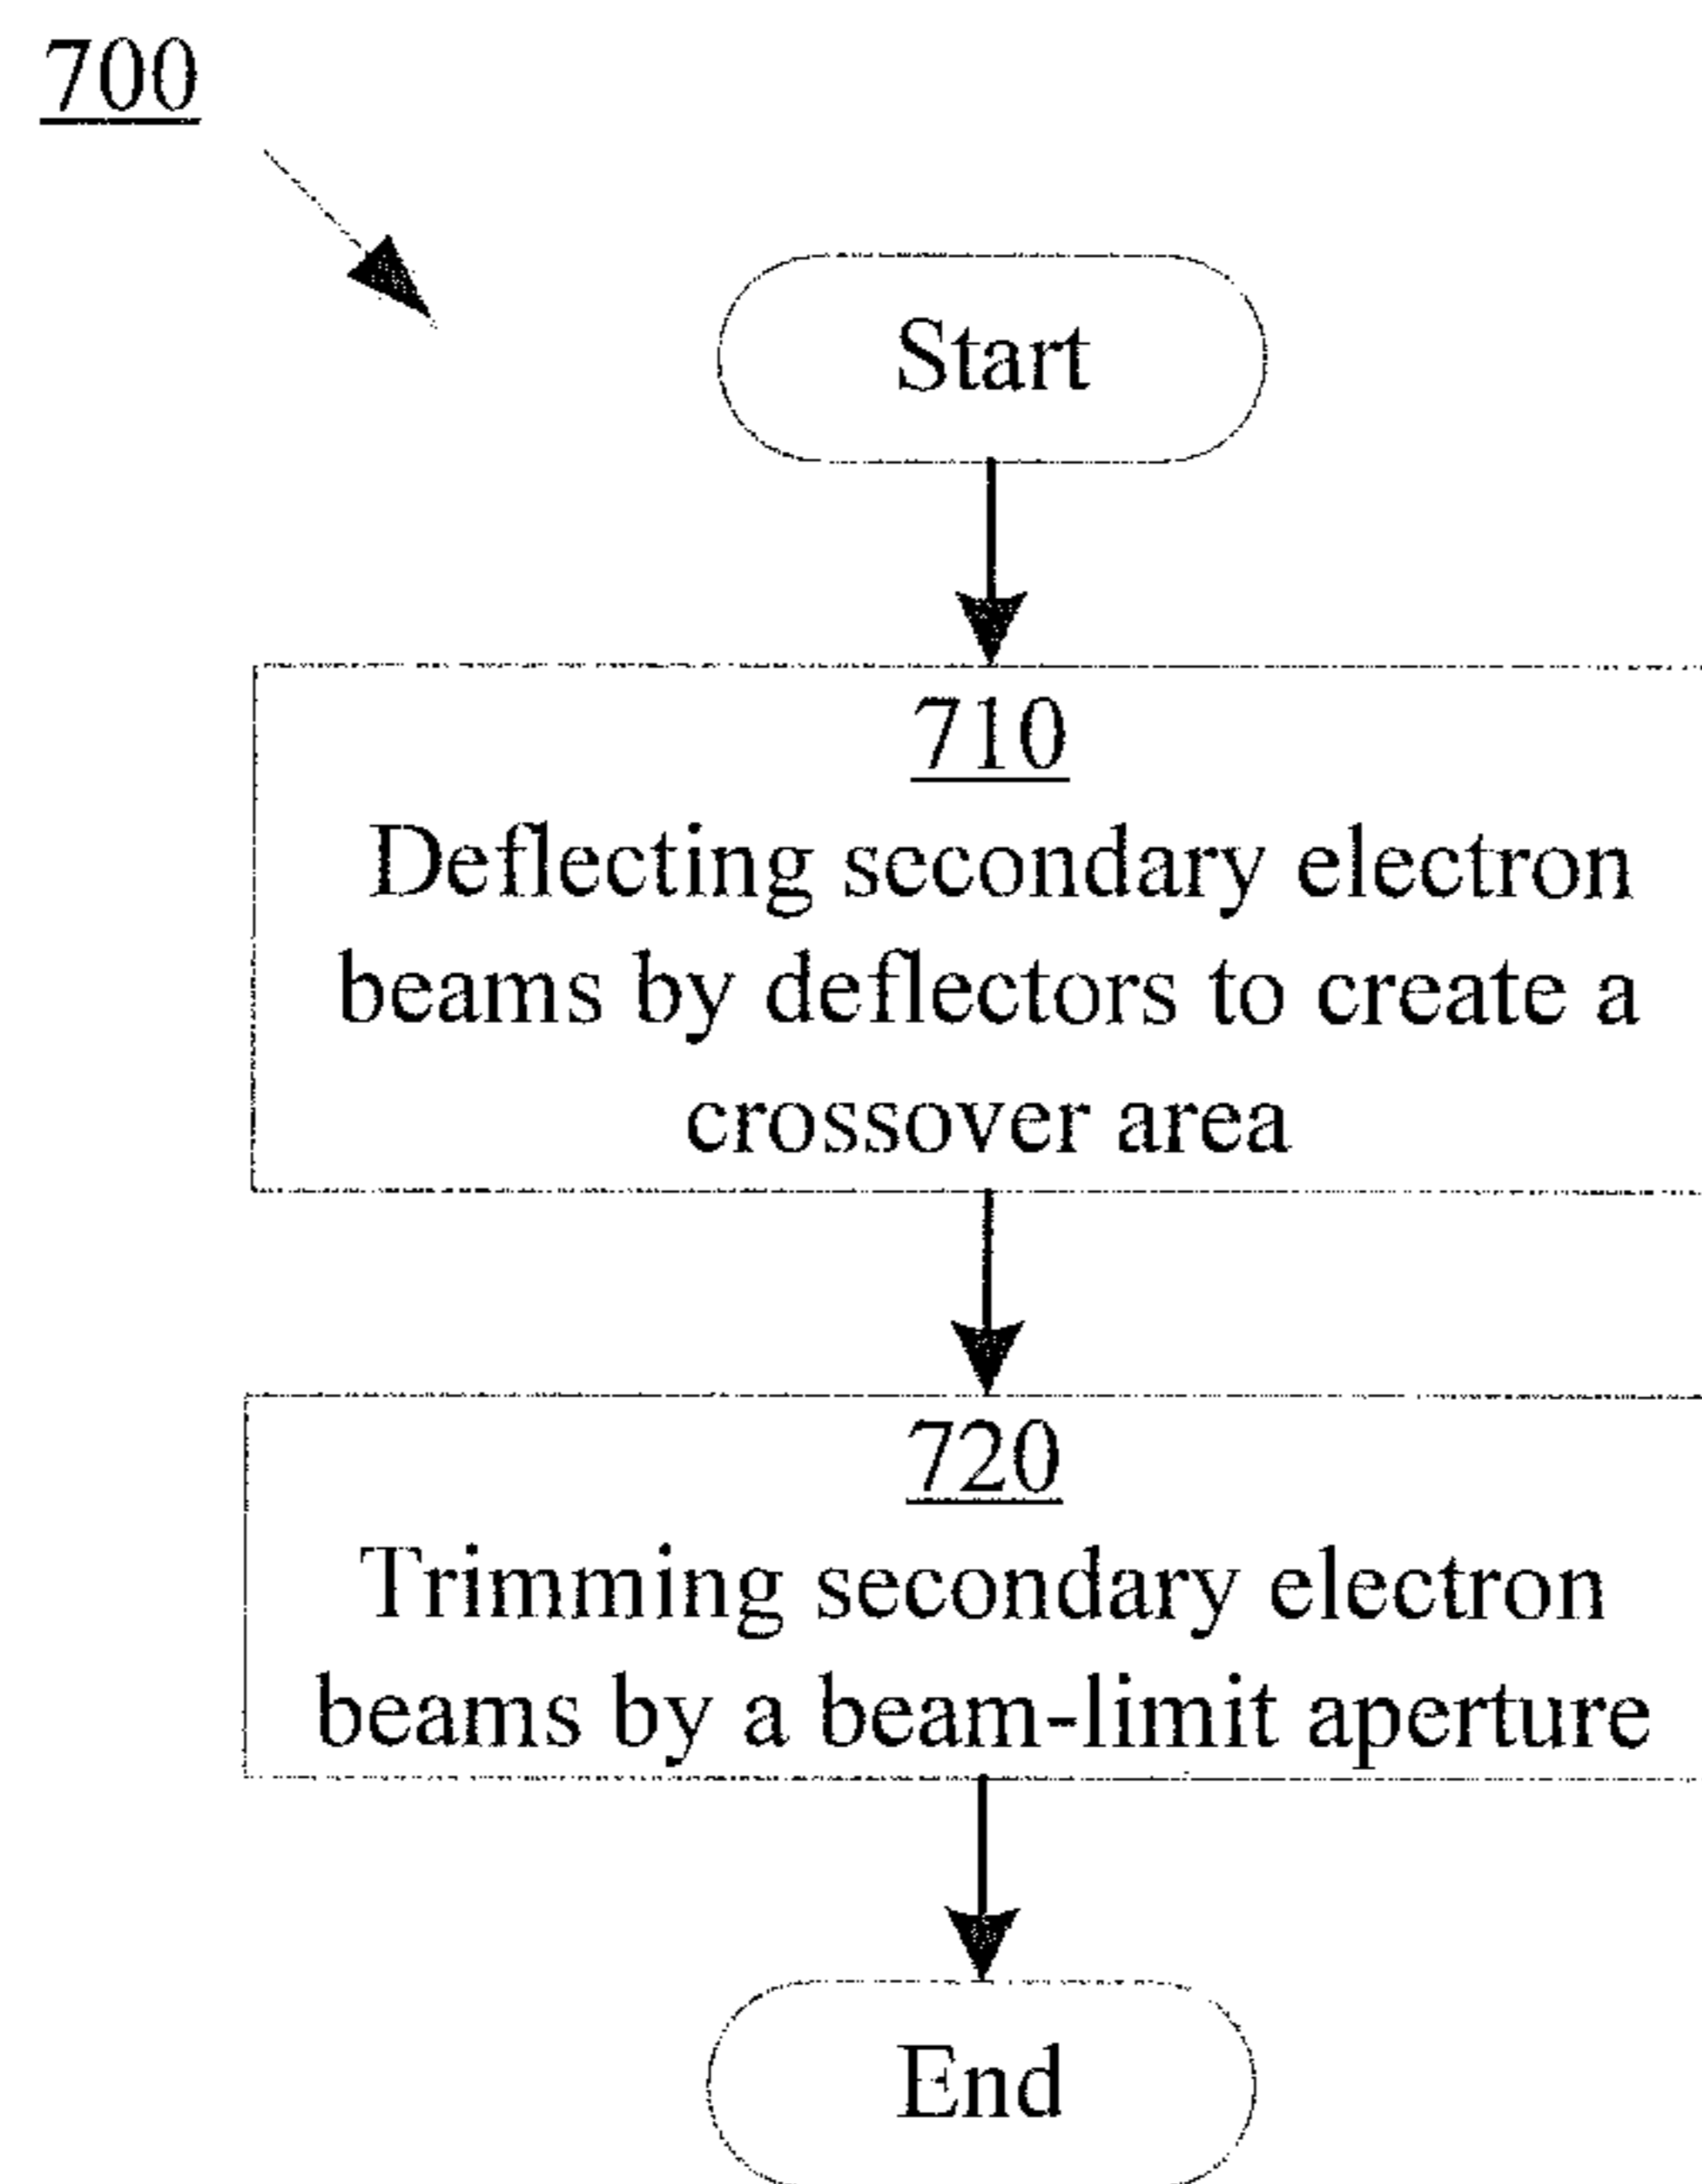 700
Start
710
Deflecting secondary electron
beams by deflectors to create a
crossover area
720
Trimming secondary electron
beams by a beam-limit aperture
End